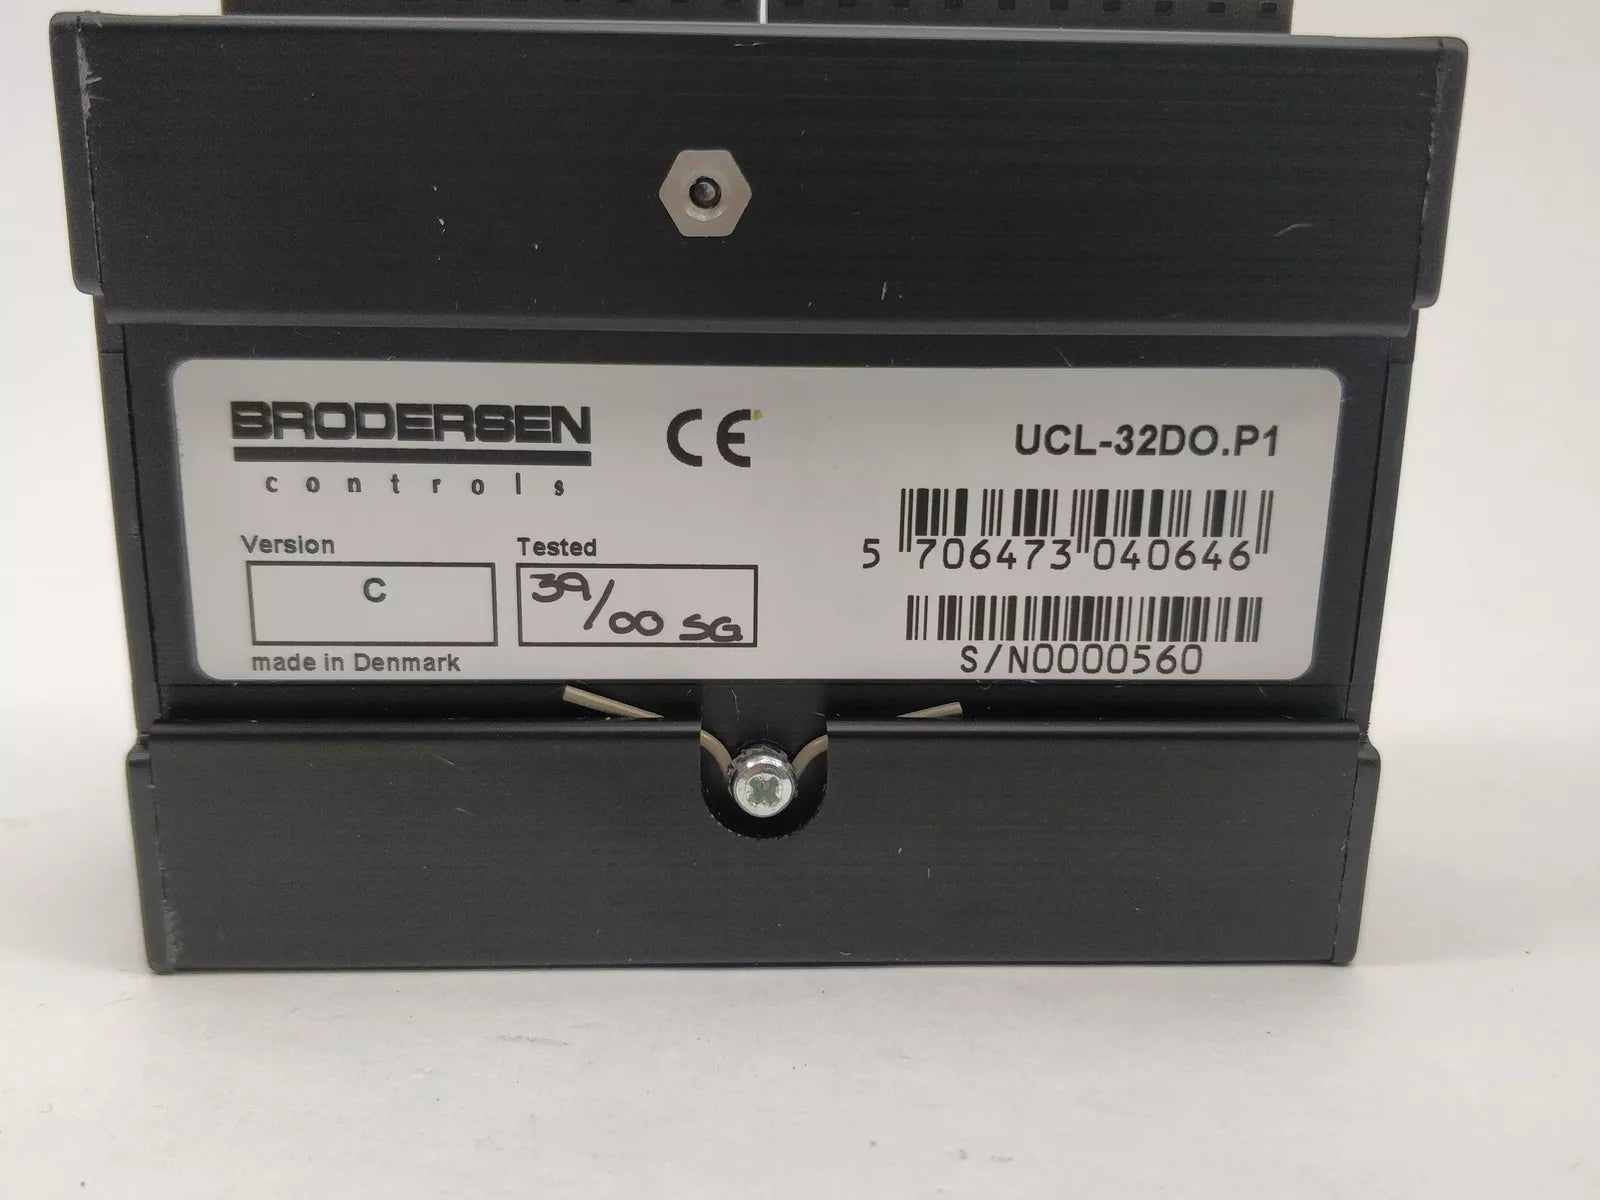 BRODERSEN
controls
CE
UCL-32DO.P1
5 706473 040646
Version
C
Tested
39/00 SG
made in Denmark
S/N0000560